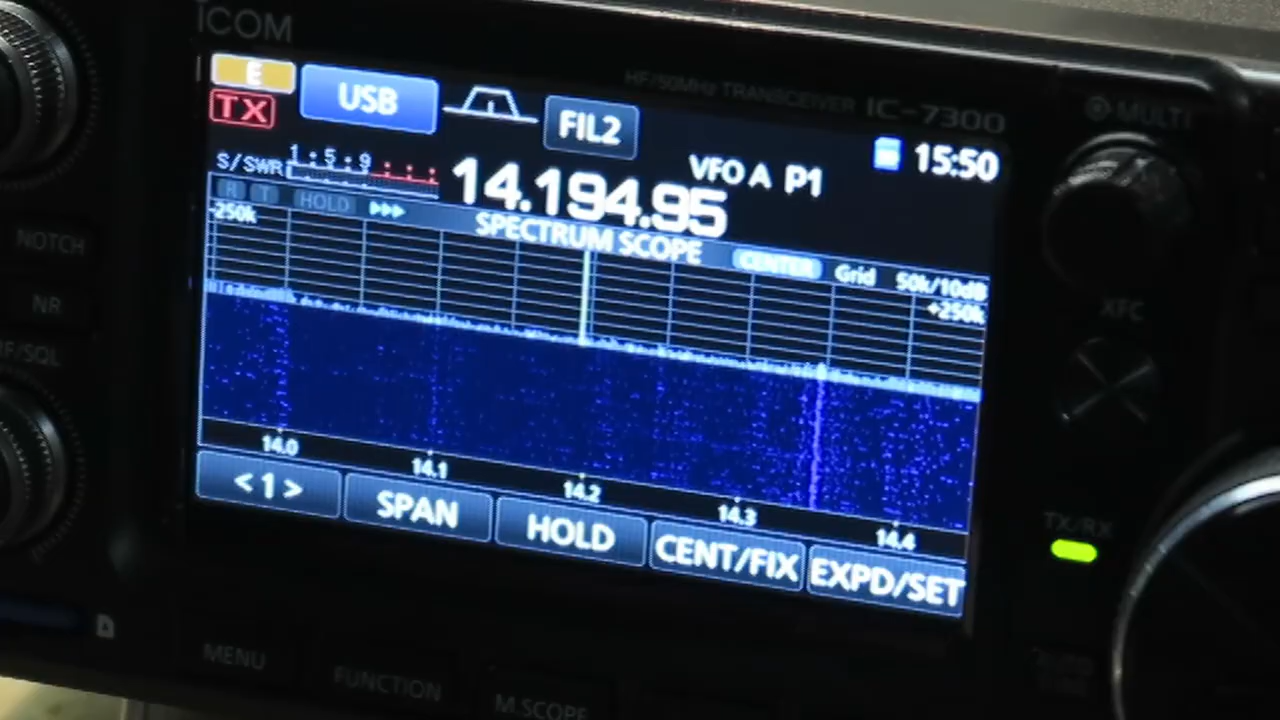 ICOM
HF/50MHz TRANSCEIVER IC-7300
MULTI
E
TX
USB
FIL2
VFO A P1
15:50
S/SWR 1 : 5 : 9
14.194.95
R T HOLD
SPECTRUM SCOPE
CENTER Grid 50k/10dB
-250k
+250k
NOTCH
NR
RF/SQL
XFC
14.0 14.1 14.2 14.3 14.4
<1> SPAN HOLD CENT/FIX EXPD/SET
TX/RX
MENU FUNCTION M.SCOPE